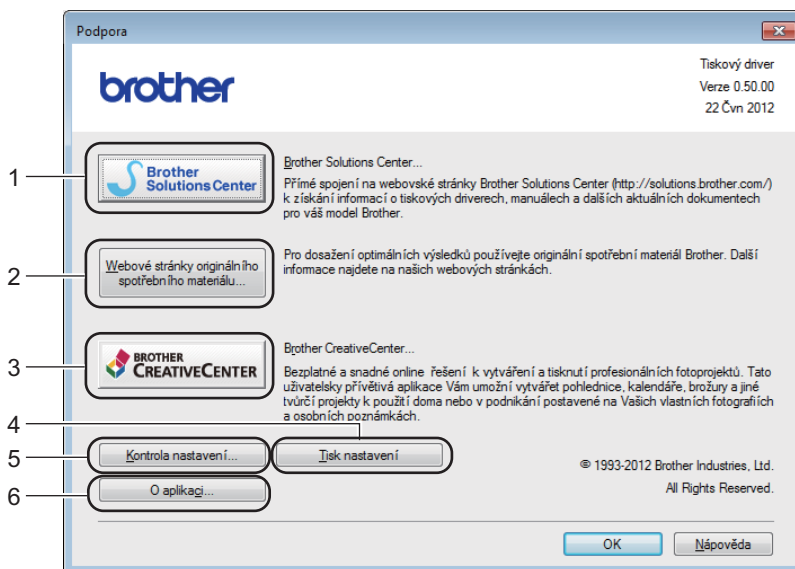 Podpora
brother
Tiskový driver
Verze 0.50.00
22 Čvn 2012
1
Brother
Solutions Center
Brother Solutions Center...
Přímé spojení na webovské stránky Brother Solutions Center (http://solutions.brother.com/)
k získání informací o tiskových driverech, manuálech a dalších aktuálních dokumentech
pro váš model Brother.
2
Webové stránky originálního
spotřebního materiálu...
Pro dosažení optimálních výsledků používejte originální spotřební materiál Brother. Další
informace najdete na našich webových stránkách.
3
BROTHER
CREATIVECENTER
Brother CreativeCenter...
Bezplatné a snadné online řešení k vytváření a tisknutí profesionálních fotoprojektů. Tato
uživatelsky přívětivá aplikace Vám umožní vytvářet pohlednice, kalendáře, brožury a jiné
tvůrčí projekty k použití doma nebo v podnikání postavené na Vašich vlastních fotografiích
a osobních poznámkách.
4
5
Kontrola nastavení...
Tisk nastavení
© 1993-2012 Brother Industries, Ltd.
All Rights Reserved.
6
O aplikaci...
OK
Nápověda